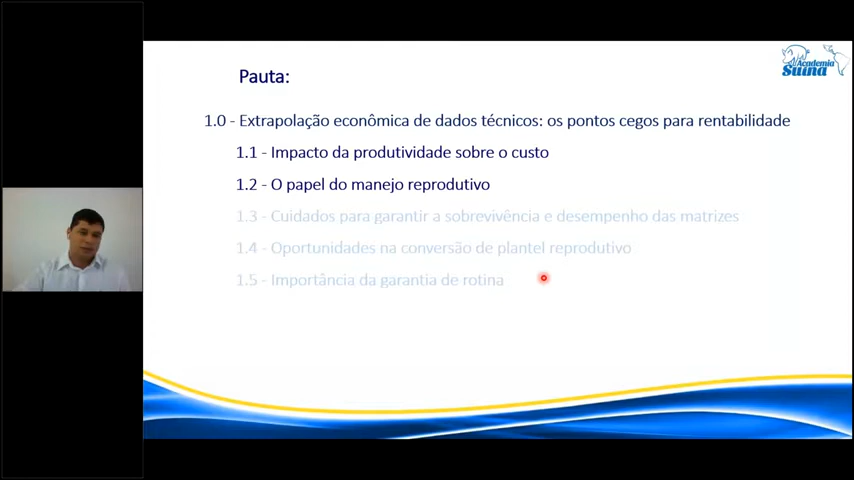 Academia
Suína
Pauta:
1.0 - Extrapolação econômica de dados técnicos: os pontos cegos para rentabilidade
1.1 - Impacto da produtividade sobre o custo
1.2 - O papel do manejo reprodutivo
1.3 - Cuidados para garantir a sobrevivência e desempenho das matrizes
1.4 - Oportunidades na conversão de plantel reprodutivo
1.5 - Importância da garantia de rotina